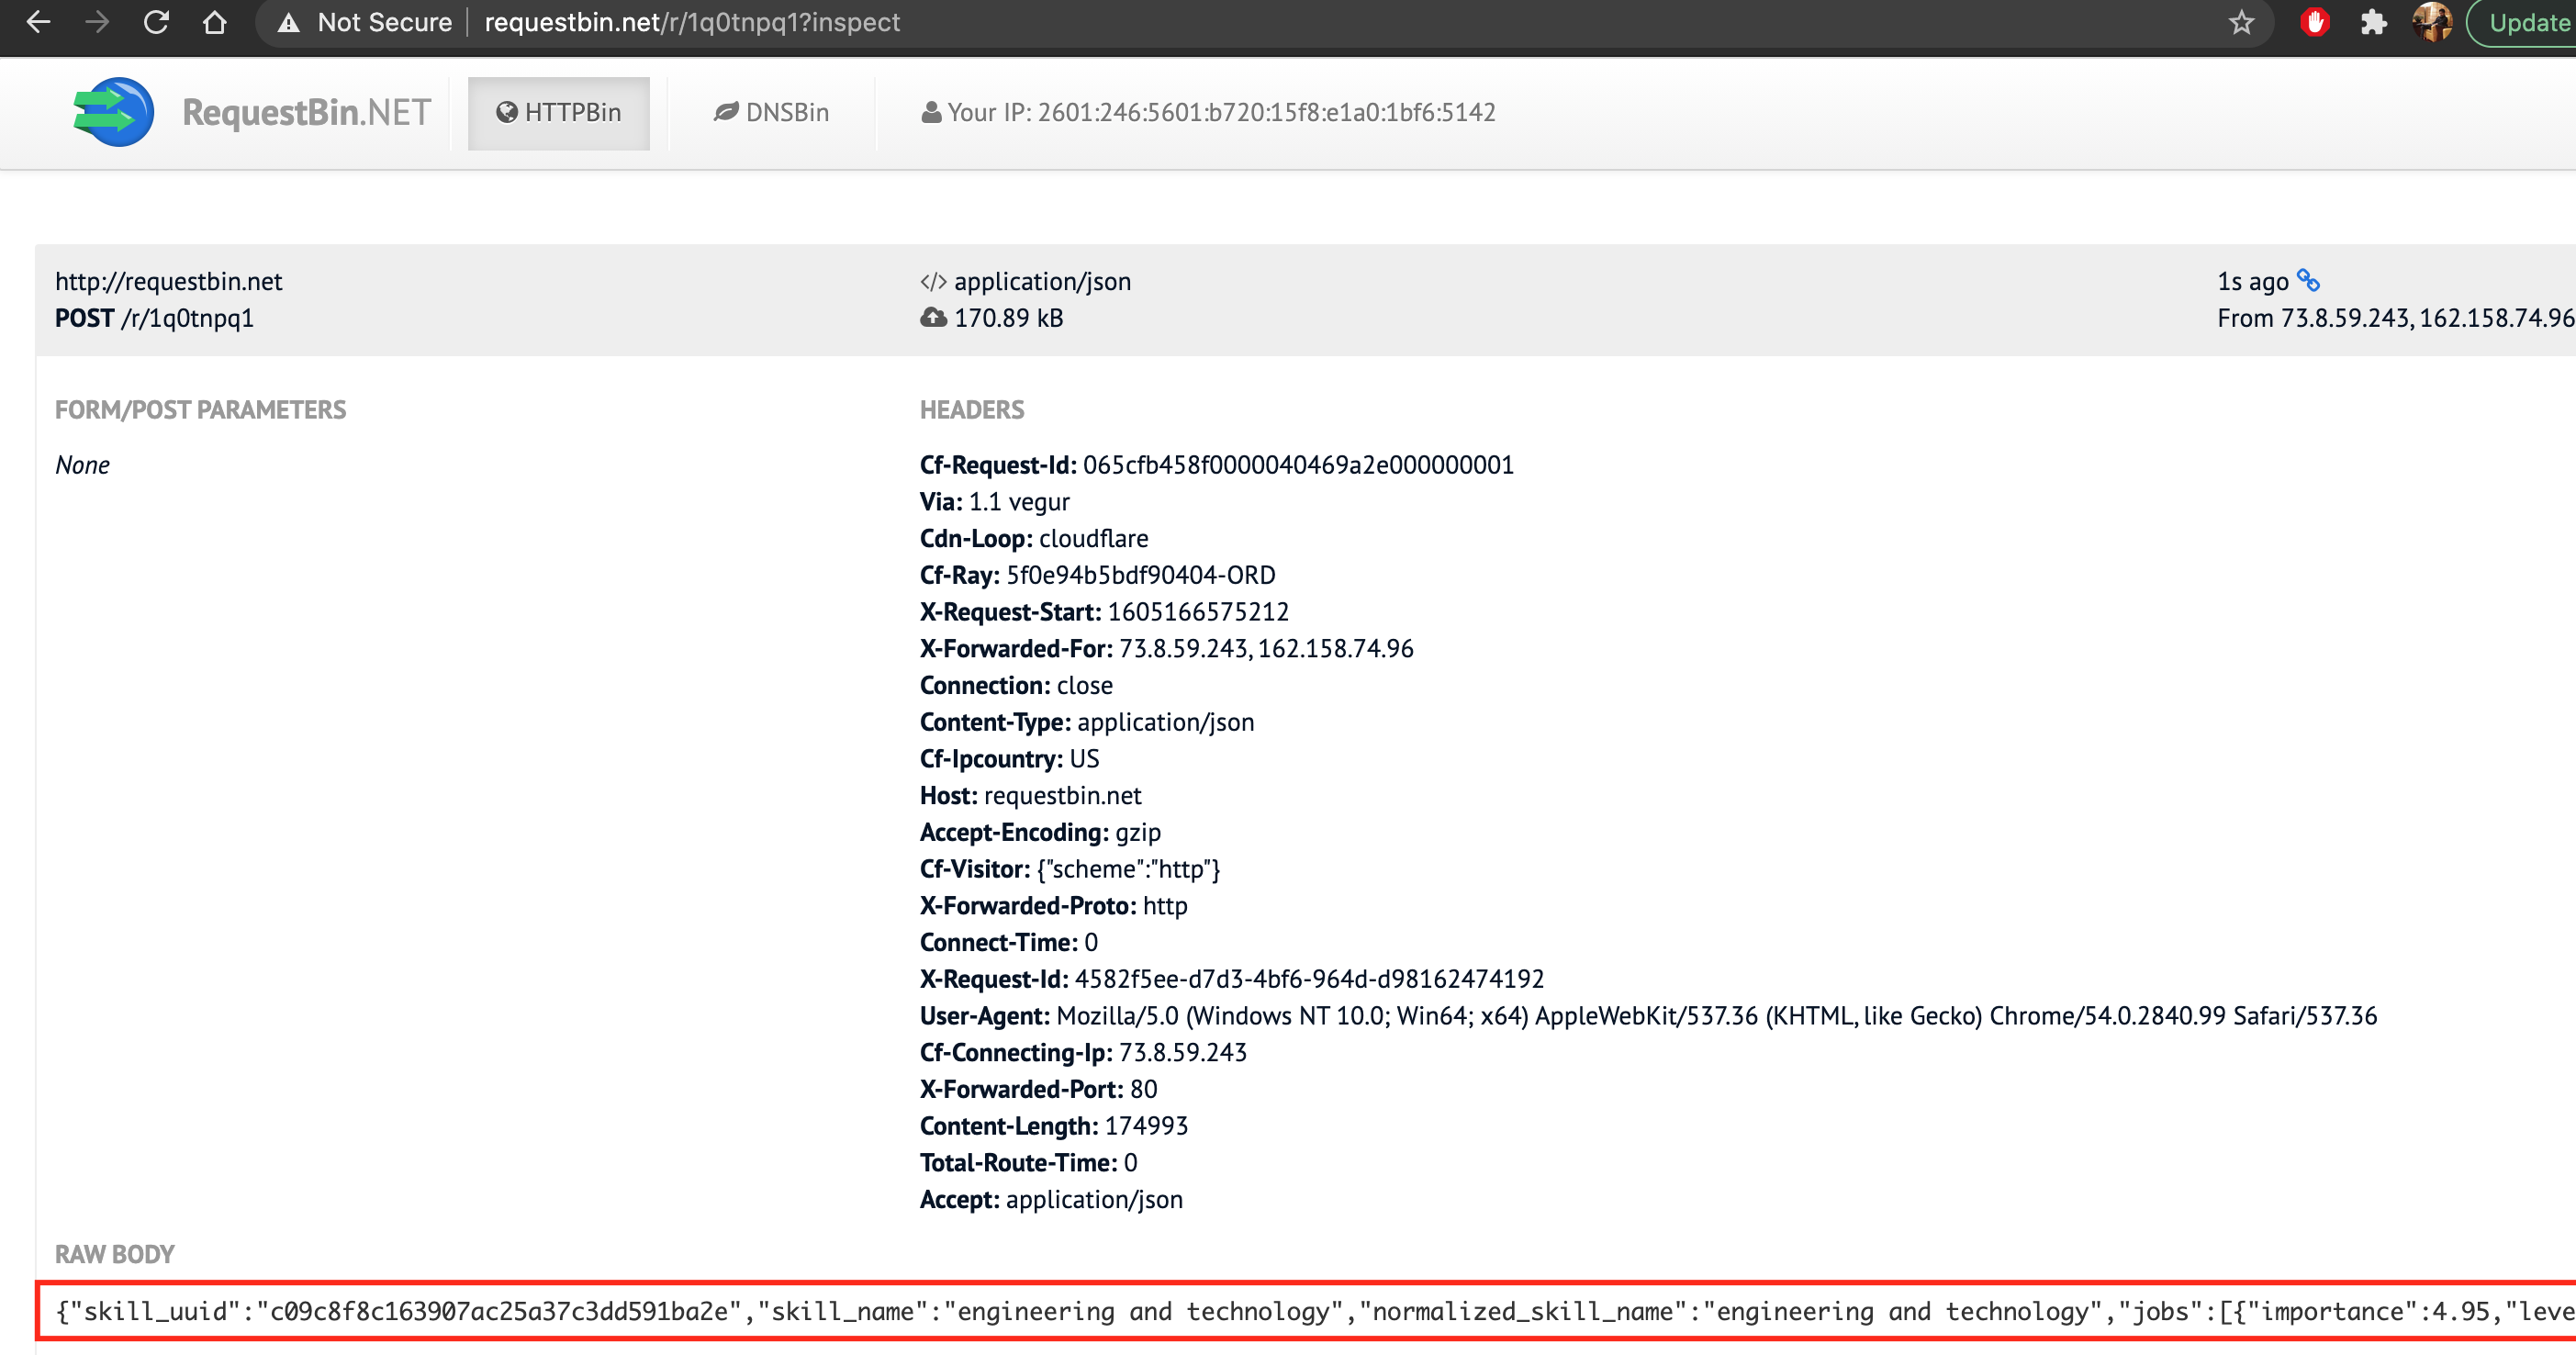 Not Secure requestbin.net/r/1q0tnpq1?inspect Update
RequestBin.NET HTTPBin DNSBin Your IP: 2601:246:5601:b720:15f8:e1a0:1bf6:5142
http://requestbin.net </> application/json 1s ago
POST /r/1q0tnpq1 170.89 kB From 73.8.59.243, 162.158.74.96
FORM/POST PARAMETERS
None
HEADERS
Cf-Request-Id: 065cfb458f0000040469a2e000000001
Via: 1.1 vegur
Cdn-Loop: cloudflare
Cf-Ray: 5f0e94b5bdf90404-ORD
X-Request-Start: 1605166575212
X-Forwarded-For: 73.8.59.243, 162.158.74.96
Connection: close
Content-Type: application/json
Cf-Ipcountry: US
Host: requestbin.net
Accept-Encoding: gzip
Cf-Visitor: {"scheme":"http"}
X-Forwarded-Proto: http
Connect-Time: 0
X-Request-Id: 4582f5ee-d7d3-4bf6-964d-d98162474192
User-Agent: Mozilla/5.0 (Windows NT 10.0; Win64; x64) AppleWebKit/537.36 (KHTML, like Gecko) Chrome/54.0.2840.99 Safari/537.36
Cf-Connecting-Ip: 73.8.59.243
X-Forwarded-Port: 80
Content-Length: 174993
Total-Route-Time: 0
Accept: application/json
RAW BODY
{"skill_uuid":"c09c8f8c163907ac25a37c3dd591ba2e","skill_name":"engineering and technology","normalized_skill_name":"engineering and technology","jobs":[{"importance":4.95,"leve